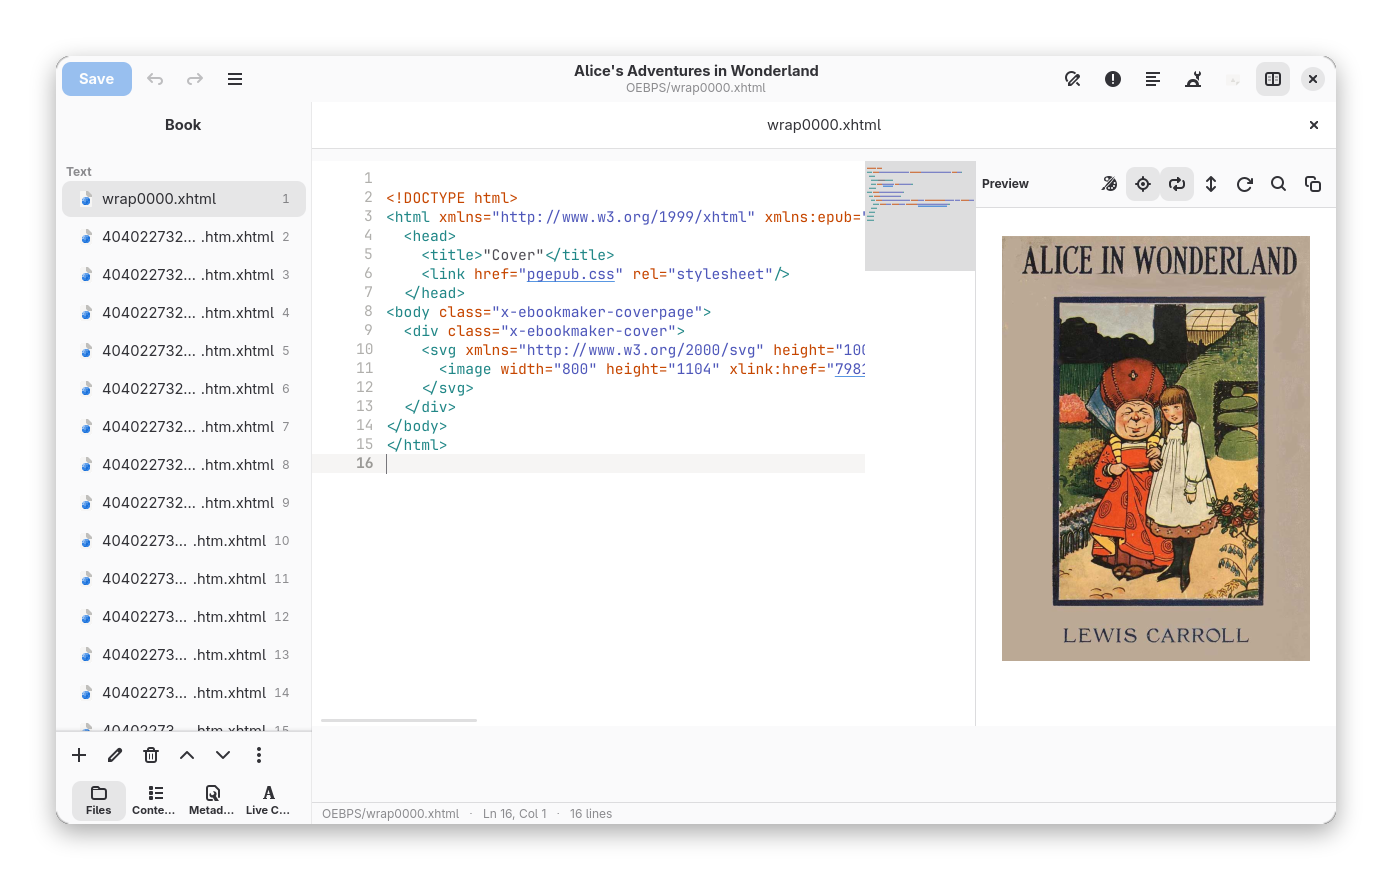 Save
Alice's Adventures in Wonderland
OEBPS/wrap0000.xhtml
Book
wrap0000.xhtml
Text
wrap0000.xhtml 1
404022732... .htm.xhtml 2
404022732... .htm.xhtml 3
404022732... .htm.xhtml 4
404022732... .htm.xhtml 5
404022732... .htm.xhtml 6
404022732... .htm.xhtml 7
404022732... .htm.xhtml 8
404022732... .htm.xhtml 9
40402273... .htm.xhtml 10
40402273... .htm.xhtml 11
40402273... .htm.xhtml 12
40402273... .htm.xhtml 13
40402273... .htm.xhtml 14
40402273... .htm.xhtml 15
Files
Conte...
Metad...
Live C...
1
2 <!DOCTYPE html>
3 <html xmlns="http://www.w3.org/1999/xhtml" xmlns:epub="
4 <head>
5 <title>"Cover"</title>
6 <link href="pgepub.css" rel="stylesheet"/>
7 </head>
8 <body class="x-ebookmaker-coverpage">
9 <div class="x-ebookmaker-cover">
10 <svg xmlns="http://www.w3.org/2000/svg" height="100
11 <image width="800" height="1104" xlink:href="7981
12 </svg>
13 </div>
14 </body>
15 </html>
16
Preview
ALICE IN WONDERLAND
LEWIS CARROLL
OEBPS/wrap0000.xhtml · Ln 16, Col 1 · 16 lines